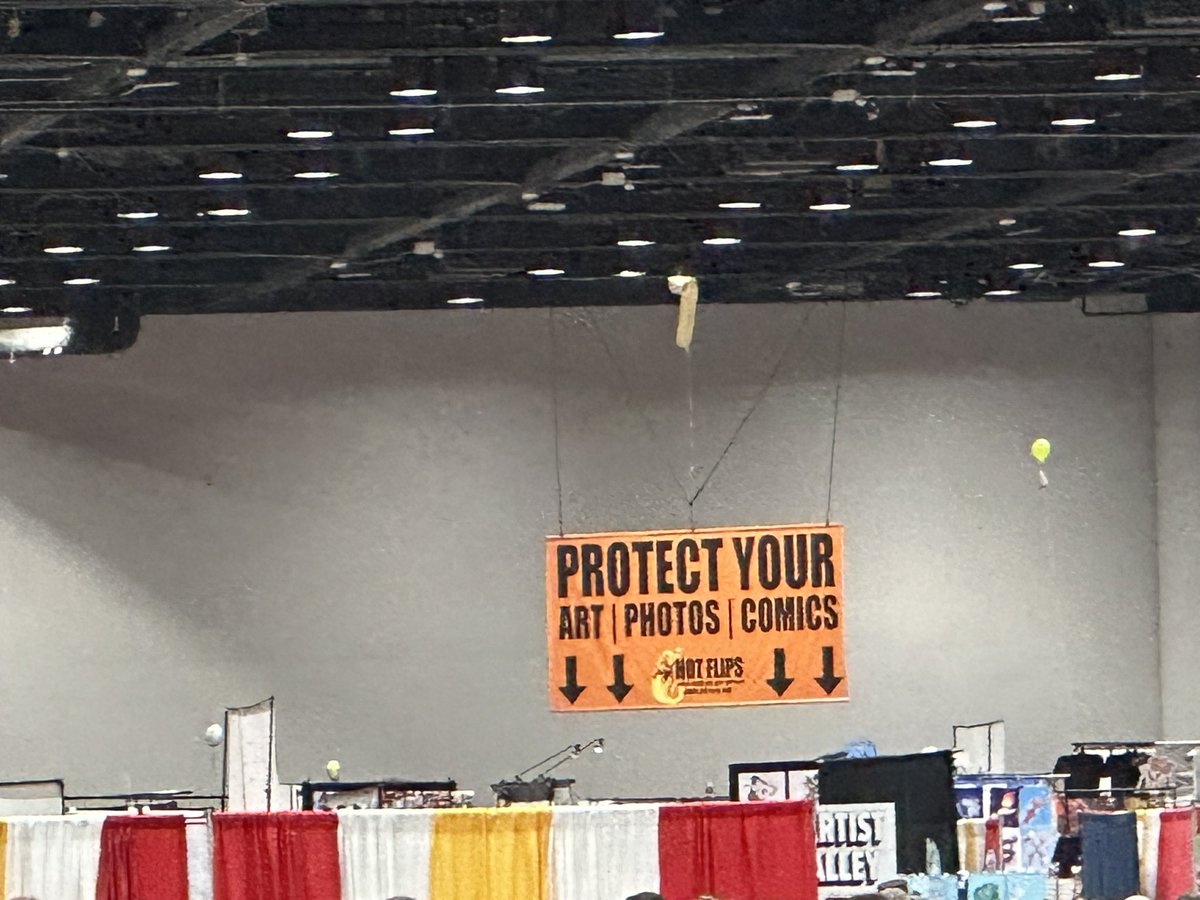 PROTECT YOUR
ART | PHOTOS | COMICS
HOT FLIPS
ARTIST
ALLEY